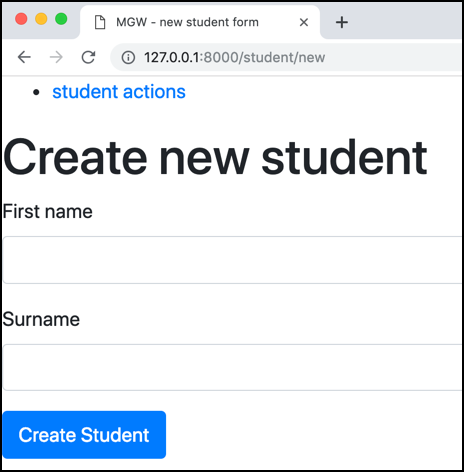 MGW - new student form
127.0.0.1:8000/student/new
student actions
Create new student
First name
Surname
Create Student